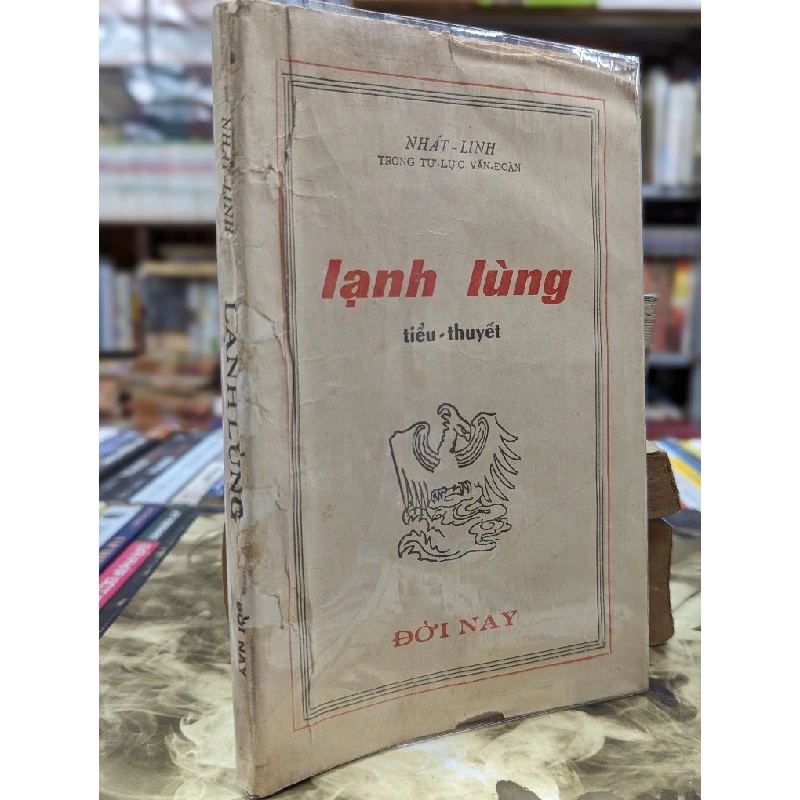 NHẤT-LINH
TRONG TỰ-LỰC VĂN-ĐOÀN
lạnh lùng
tiểu-thuyết
ĐỜI NAY
NHẤT-LINH
LẠNH LÙNG
ĐỜI NAY